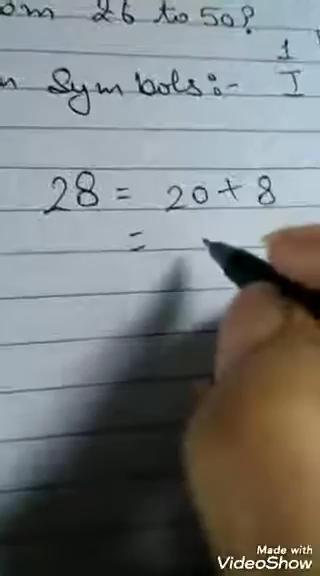 om 26 to 50?
1
n Symbols:- I
28 = 20 + 8
=
Made with
VideoShow